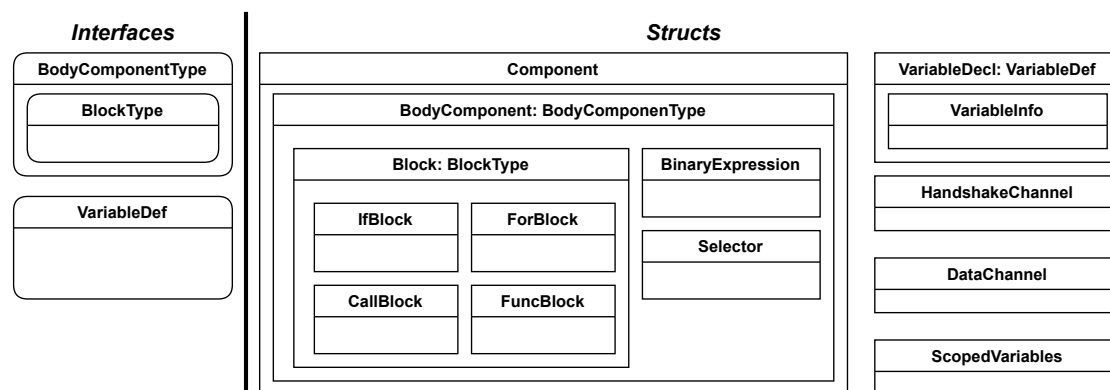 Interfaces
Structs
BodyComponentType
BlockType
VariableDef
Component
BodyComponent: BodyComponenType
Block: BlockType
IfBlock
ForBlock
CallBlock
FuncBlock
BinaryExpression
Selector
VariableDecl: VariableDef
VariableInfo
HandshakeChannel
DataChannel
ScopedVariables